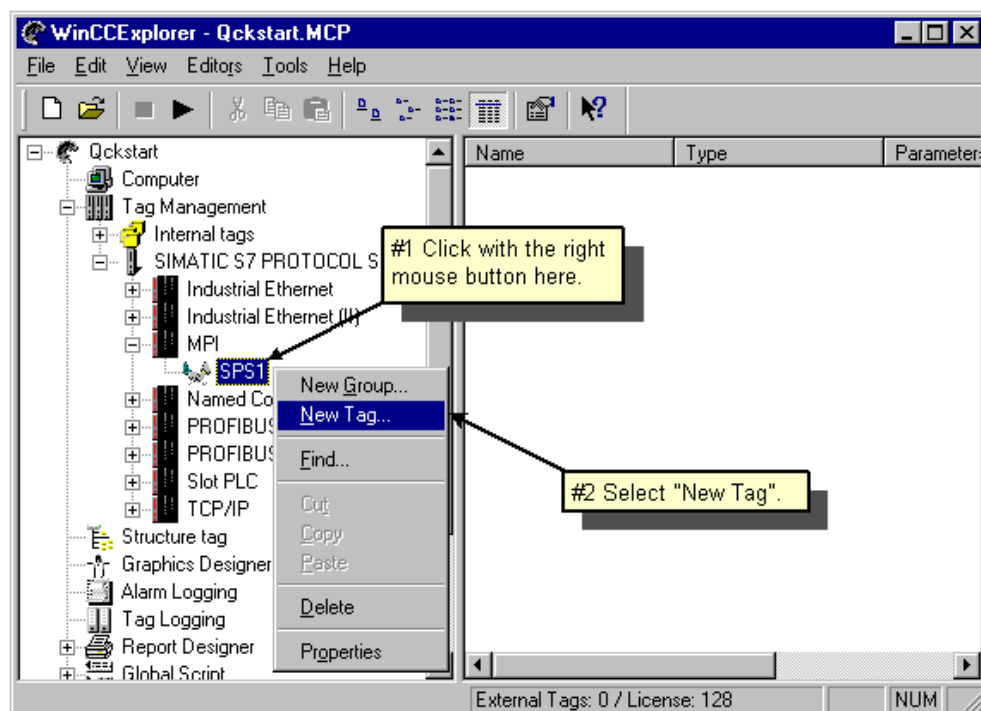 WinCCExplorer - Qckstart.MCP
File Edit View Editors Tools Help
Qckstart
Computer
Tag Management
Internal tags
SIMATIC S7 PROTOCOL S
Industrial Ethernet
Industrial Ethernet (II)
MPI
SPS1
Named Co
PROFIBUS
PROFIBUS
Slot PLC
TCP/IP
Structure tag
Graphics Designer
Alarm Logging
Tag Logging
Report Designer
Global Script
Name Type Parameter
#1 Click with the right
mouse button here.
New Group...
New Tag...
Find...
Cut
Copy
Paste
Delete
Properties
#2 Select "New Tag".
External Tags: 0 / License: 128 NUM